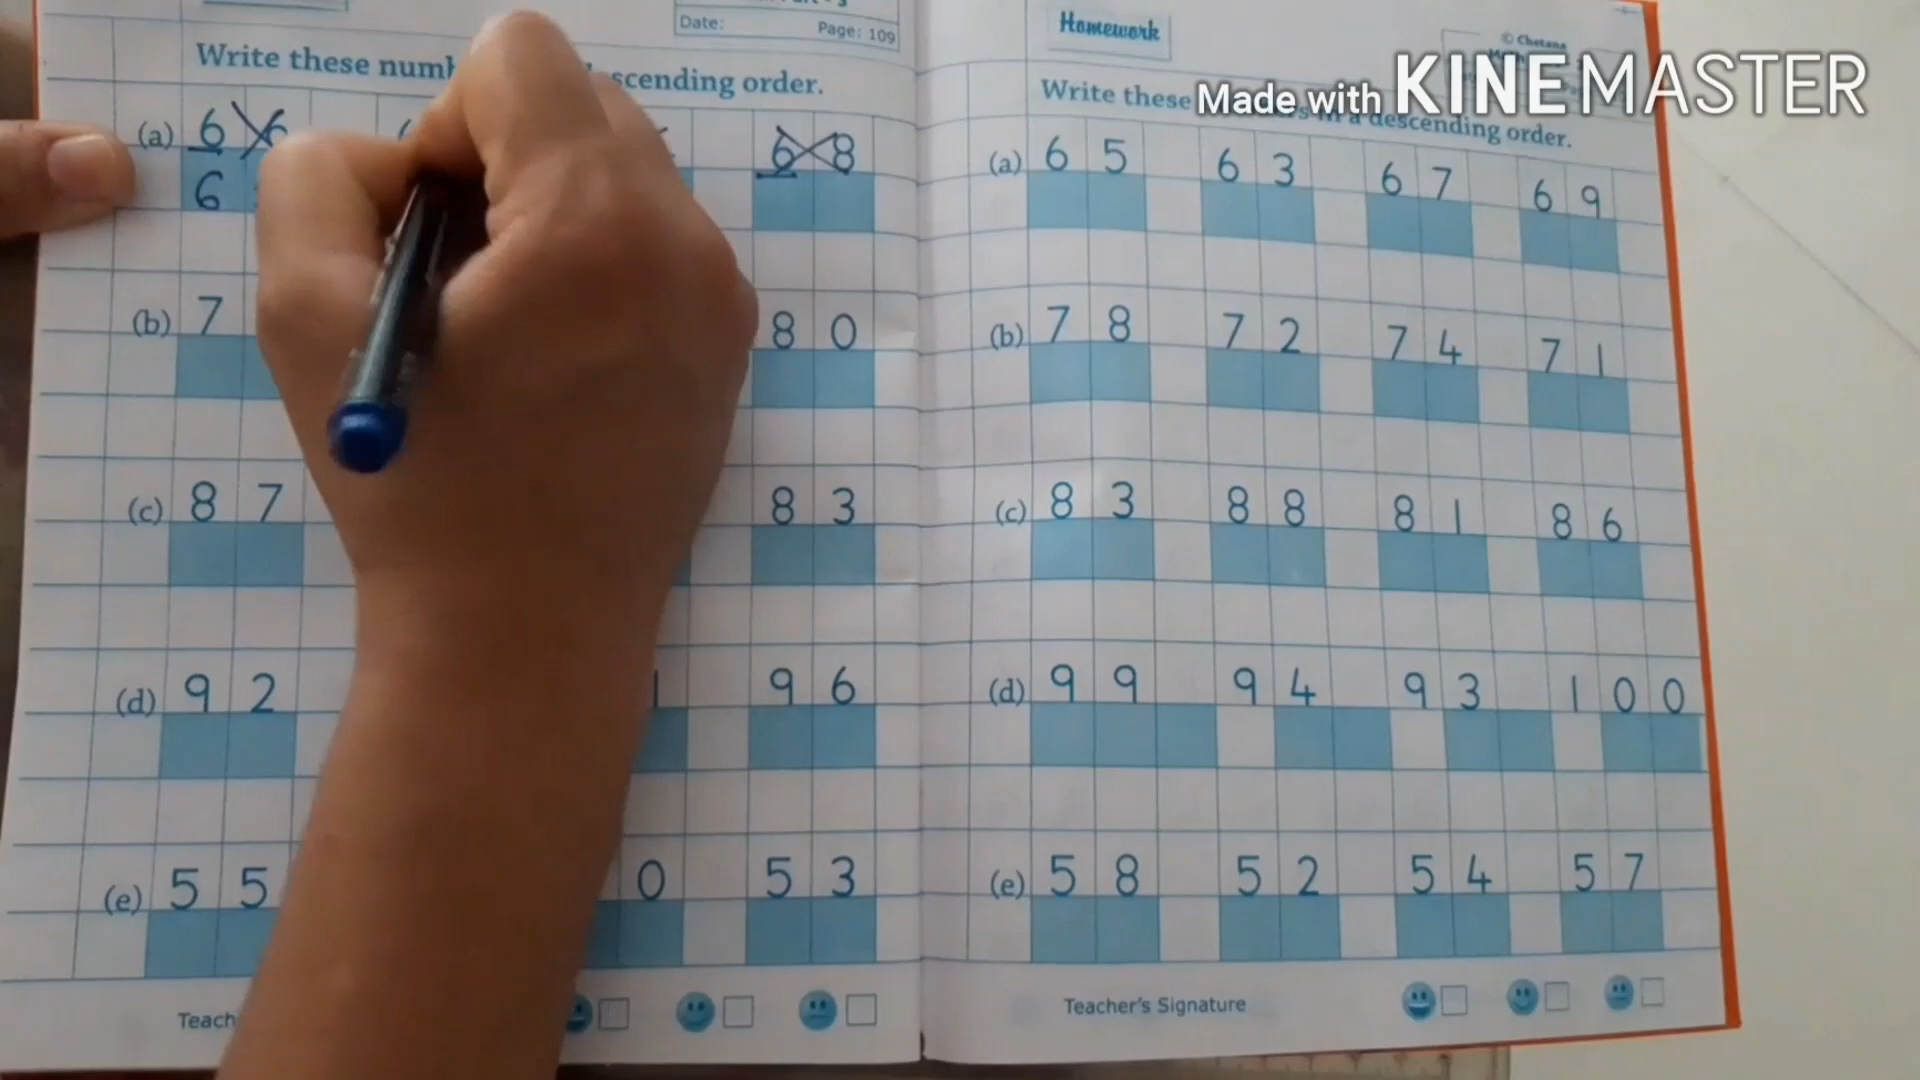 Date: Page: 109
Write these descending order.
(a) 6 6 6 8
6
(b) 7 8 0
(c) 8 7 8 3
(d) 9 2 1 9 6
(e) 5 5 0 5 3
Homework
© Chetana
Made with KINEMASTER
Write these in a descending order.
(a) 6 5 6 3 6 7 6 9
(b) 7 8 7 2 7 4 7 1
(c) 8 3 8 8 8 1 8 6
(d) 9 9 9 4 9 3 1 0 0
(e) 5 8 5 2 5 4 5 7
Teacher's Signature